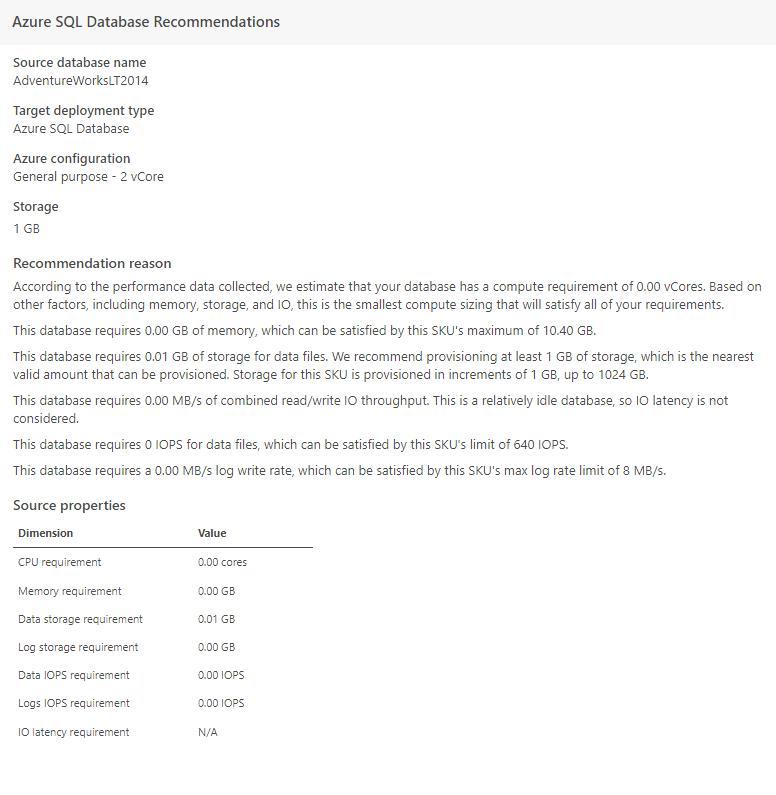 Azure SQL Database Recommendations
Source database name
AdventureWorksLT2014
Target deployment type
Azure SQL Database
Azure configuration
General purpose - 2 vCore
Storage
1 GB
Recommendation reason
According to the performance data collected, we estimate that your database has a compute requirement of 0.00 vCores. Based on
other factors, including memory, storage, and IO, this is the smallest compute sizing that will satisfy all of your requirements.
This database requires 0.00 GB of memory, which can be satisfied by this SKU's maximum of 10.40 GB.
This database requires 0.01 GB of storage for data files. We recommend provisioning at least 1 GB of storage, which is the nearest
valid amount that can be provisioned. Storage for this SKU is provisioned in increments of 1 GB, up to 1024 GB.
This database requires 0.00 MB/s of combined read/write IO throughput. This is a relatively idle database, so IO latency is not
considered.
This database requires 0 IOPS for data files, which can be satisfied by this SKU's limit of 640 IOPS.
This database requires a 0.00 MB/s log write rate, which can be satisfied by this SKU's max log rate limit of 8 MB/s.
Source properties
Dimension Value
CPU requirement 0.00 cores
Memory requirement 0.00 GB
Data storage requirement 0.01 GB
Log storage requirement 0.00 GB
Data IOPS requirement 0.00 IOPS
Logs IOPS requirement 0.00 IOPS
IO latency requirement N/A